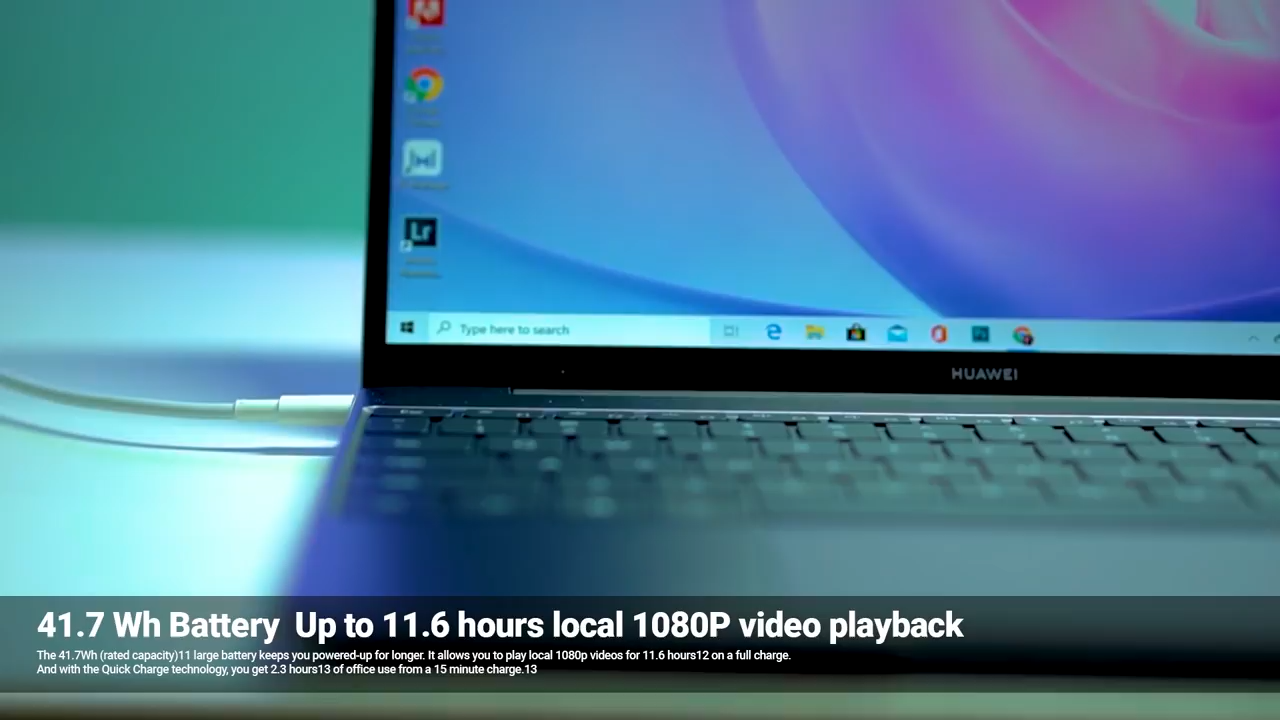 Lr
Type here to search
HUAWEI
41.7 Wh Battery Up to 11.6 hours local 1080P video playback
The 41.7Wh (rated capacity)11 large battery keeps you powered-up for longer. It allows you to play local 1080p videos for 11.6 hours12 on a full charge.
And with the Quick Charge technology, you get 2.3 hours13 of office use from a 15 minute charge.13